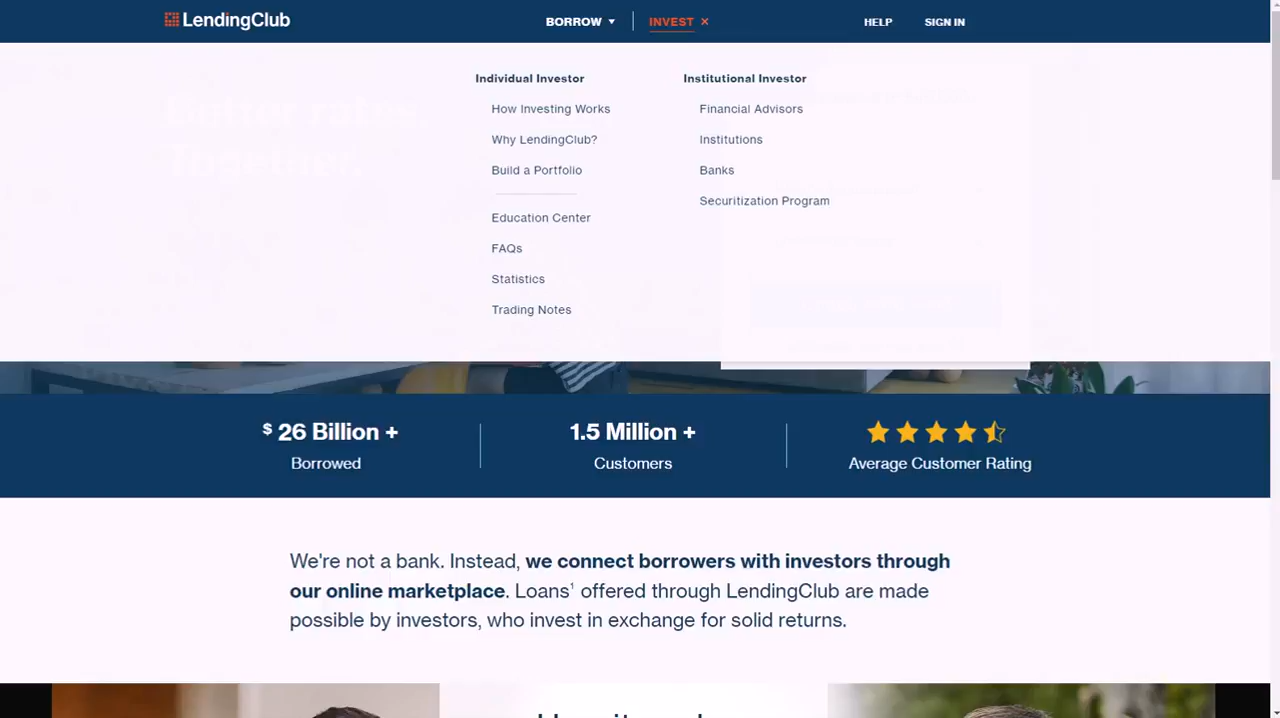 LendingClub
BORROW
INVEST ×
HELP
SIGN IN
Individual Investor
How Investing Works
Why LendingClub?
Build a Portfolio
Education Center
FAQs
Statistics
Trading Notes
Institutional Investor
Financial Advisors
Institutions
Banks
Securitization Program
Together.
$ 26 Billion +
Borrowed
1.5 Million +
Customers
Average Customer Rating
We're not a bank. Instead, we connect borrowers with investors through
our online marketplace. Loans¹ offered through LendingClub are made
possible by investors, who invest in exchange for solid returns.